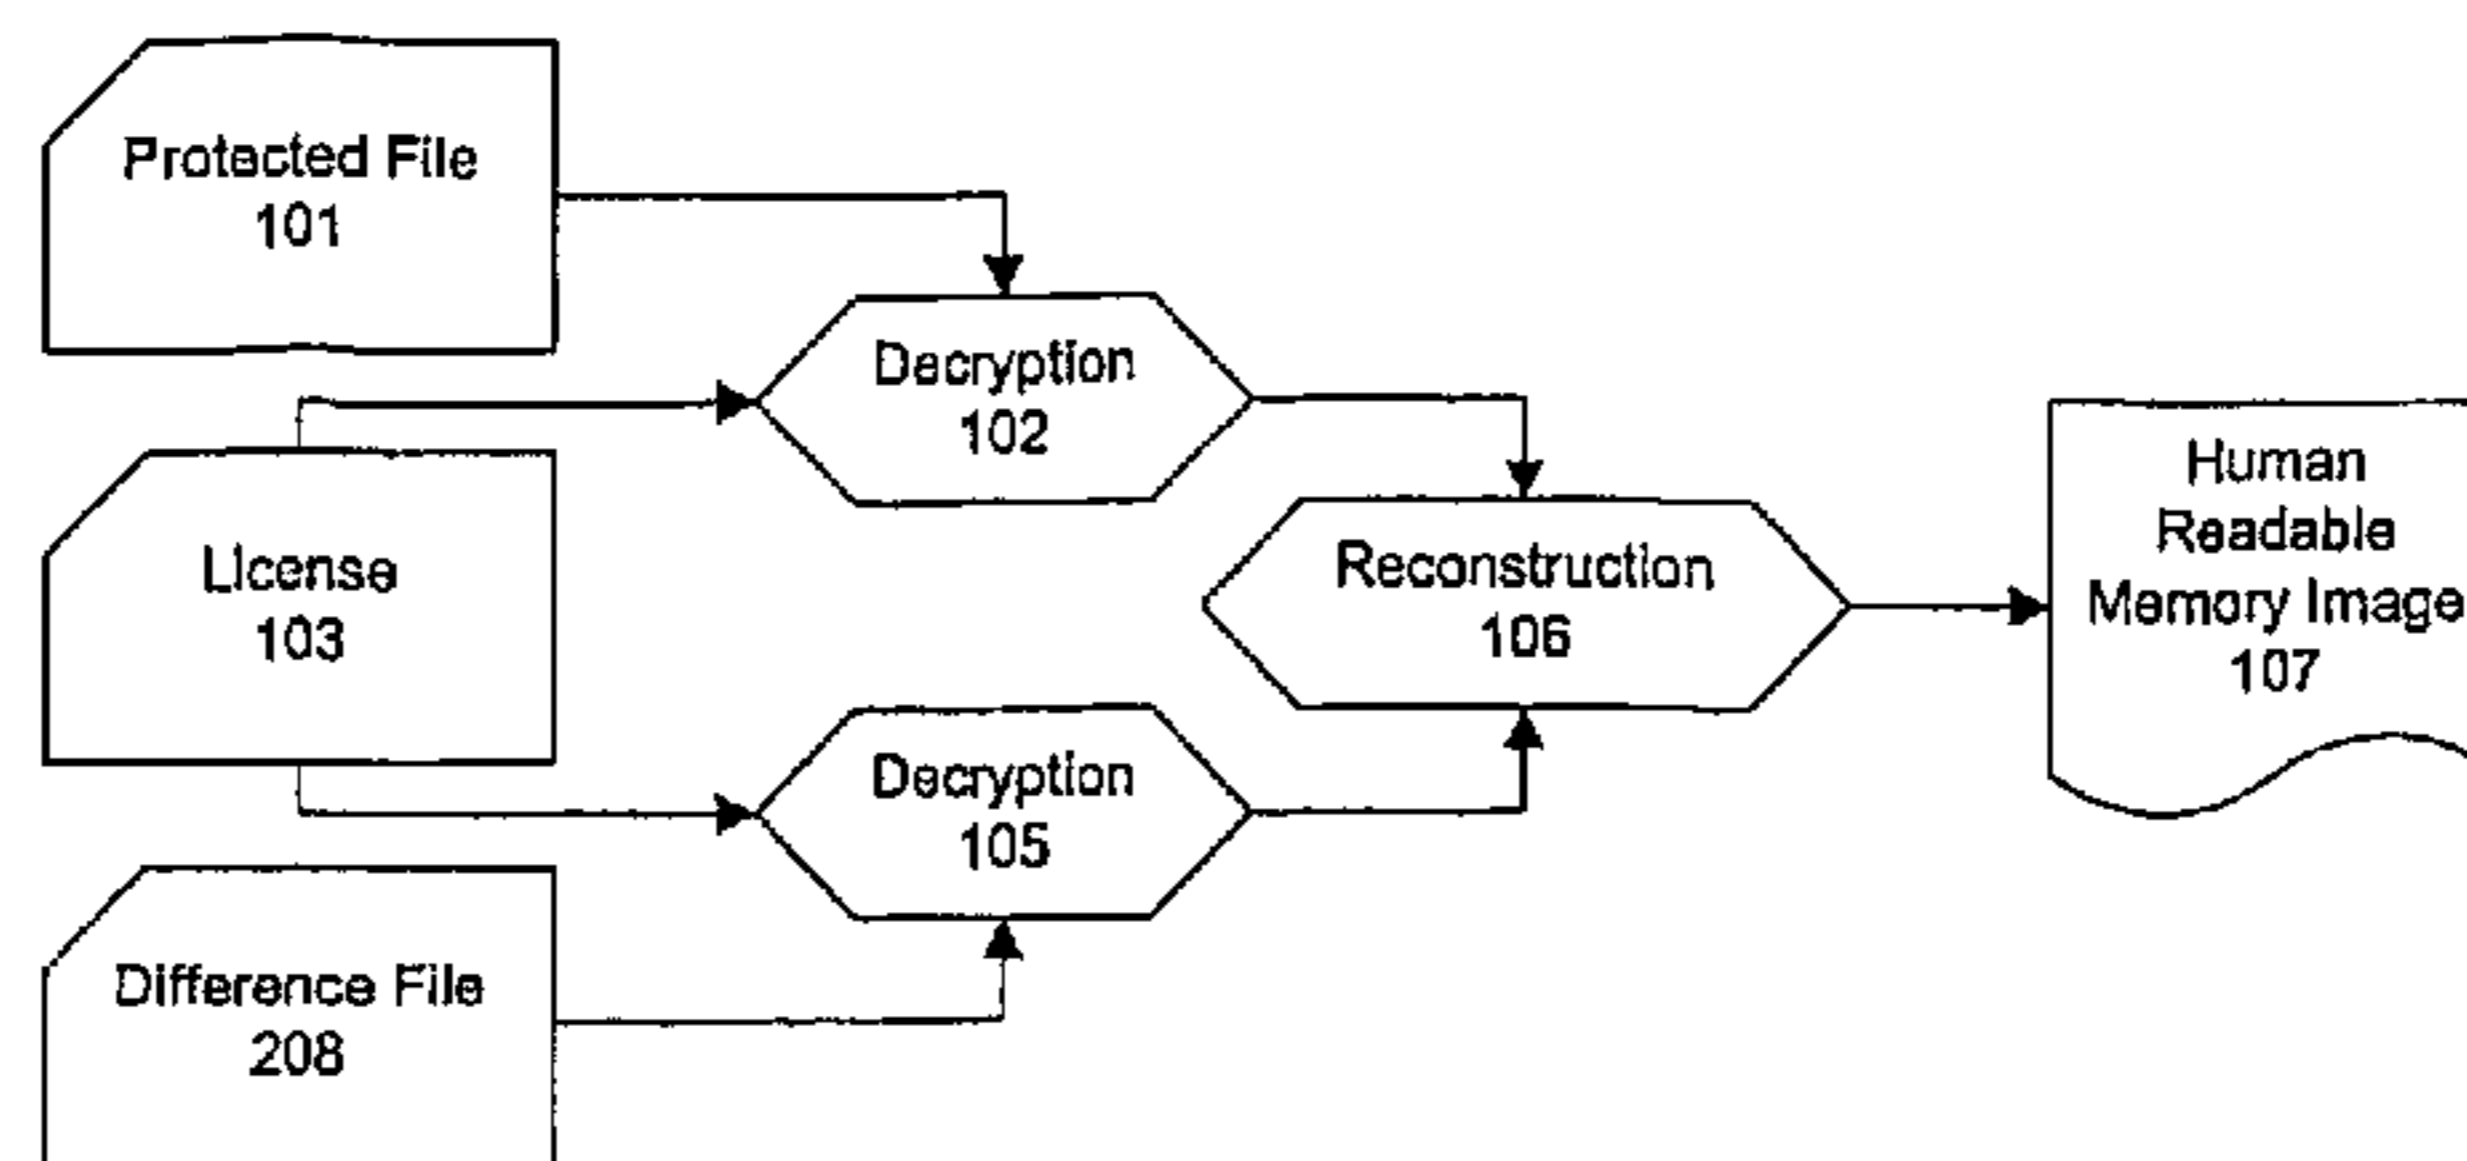 Protected File
101
Decryption
102
License
103
Human
Readable
Memory Image
107
Reconstruction
106
Decryption
105
Difference File
208